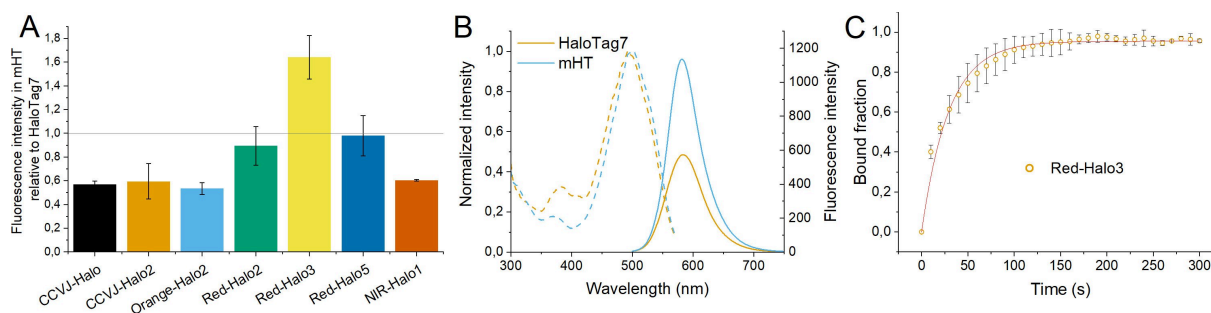 A
Fluorescence intensity in mHT
relative to HaloTag7
1,8
1,6
1,4
1,2
1,0
0,8
0,6
0,4
0,2
0,0
CCVJ-Halo
CCVJ-Halo2
Orange-Halo2
Red-Halo2
Red-Halo3
Red-Halo5
NIR-Halo1
B
HaloTag7
mHT
Normalized intensity
1,0
0,8
0,6
0,4
0,2
0,0
300 400 500 600 700
Wavelength (nm)
1200
1000
800
600
400
200
0
Fluorescence intensity
C
Bound fraction
1,0
0,8
0,6
0,4
0,2
0,0
Red-Halo3
0 50 100 150 200 250 300
Time (s)